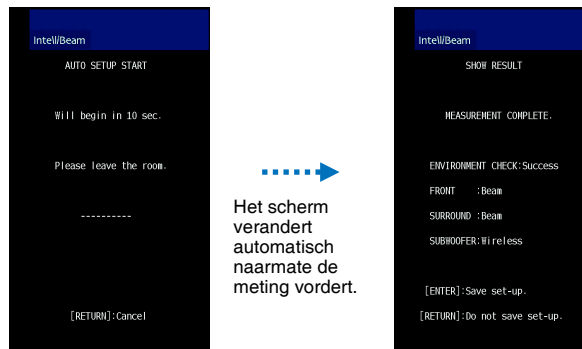 IntelliBeam
AUTO SETUP START
Will begin in 10 sec.
Please leave the room.
----------
[RETURN]:Cancel
Het scherm
verandert
automatisch
naarmate de
meting vordert.
IntelliBeam
SHOW RESULT
MEASUREMENT COMPLETE.
ENVIRONMENT CHECK:Success
FRONT :Beam
SURROUND :Beam
SUBWOOFER:Wireless
[ENTER]:Save set-up.
[RETURN]:Do not save set-up.